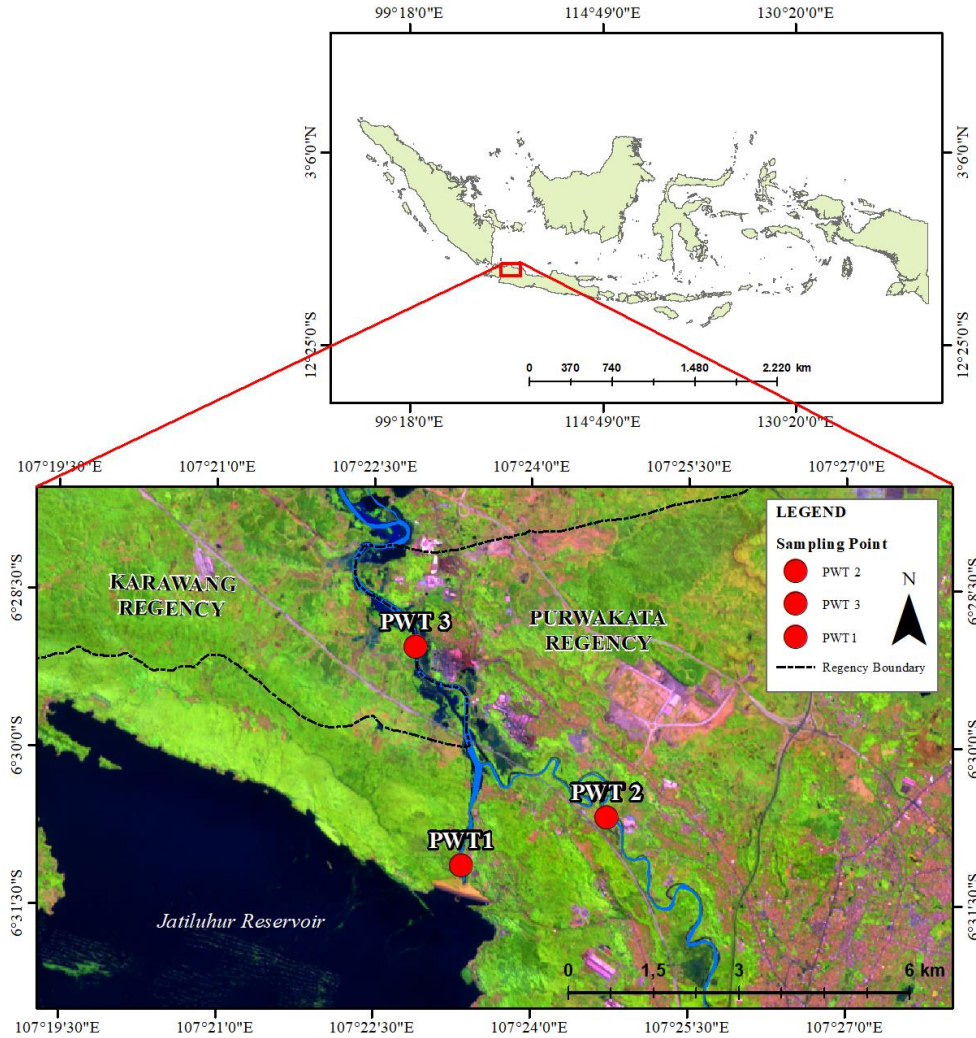 99°18'0"E 114°49'0"E 130°20'0"E
3°6'0"N 3°6'0"N
12°25'0"S 12°25'0"S
0 370 740 1.480 2.220 km
99°18'0"E 114°49'0"E 130°20'0"E
107°19'30"E 107°21'0"E 107°22'30"E 107°24'0"E 107°25'30"E 107°27'0"E
LEGEND
Sampling Point
PWT 2
PWT 3
PWT1
Regency Boundary
N
6°28'30"S 6°28'30"S
KARAWANG
REGENCY
PURWAKATA
REGENCY
PWT 3
6°30'0"S 6°30'0"S
PWT 2
PWT1
6°31'30"S 6°31'30"S
Jatiluhur Reservoir
0 1,5 3 6 km
107°19'30"E 107°21'0"E 107°22'30"E 107°24'0"E 107°25'30"E 107°27'0"E